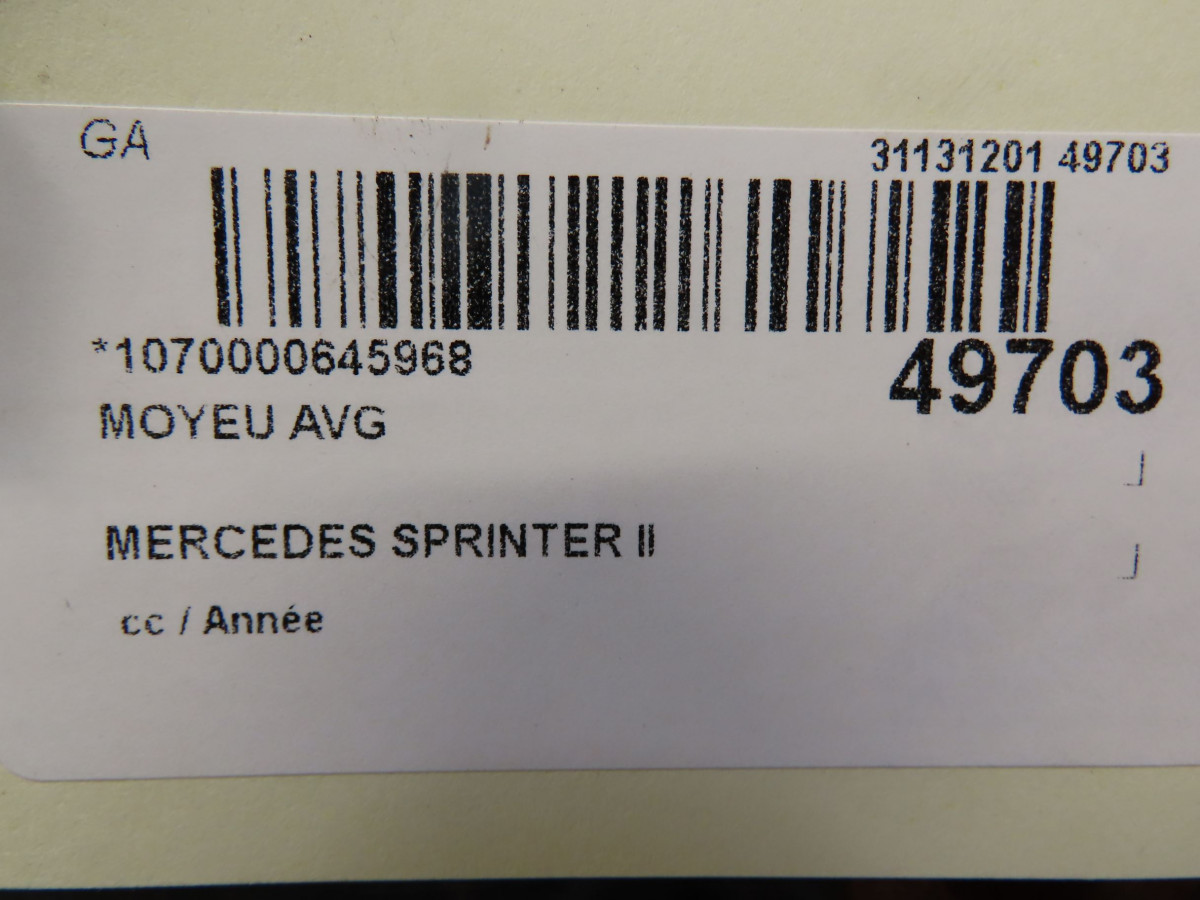 GA
31131201 49703
*1070000645968
49703
MOYEU AVG
MERCEDES SPRINTER II
cc / Année